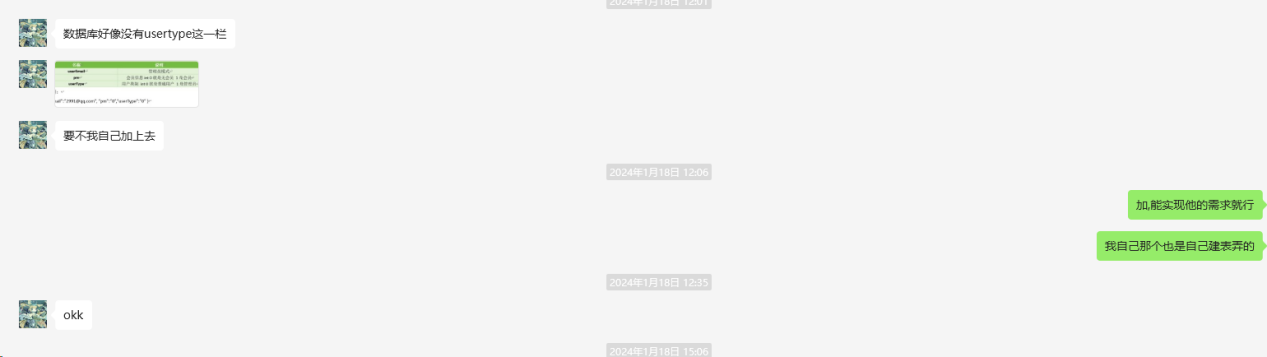 2024年1月18日 12:01
数据库好像没有usertype这一栏
要不我自己加上去
2024年1月18日 12:06
加,能实现他的需求就行
我自己那个也是自己建表弄的
2024年1月18日 12:35
okk
2024年1月18日 15:06